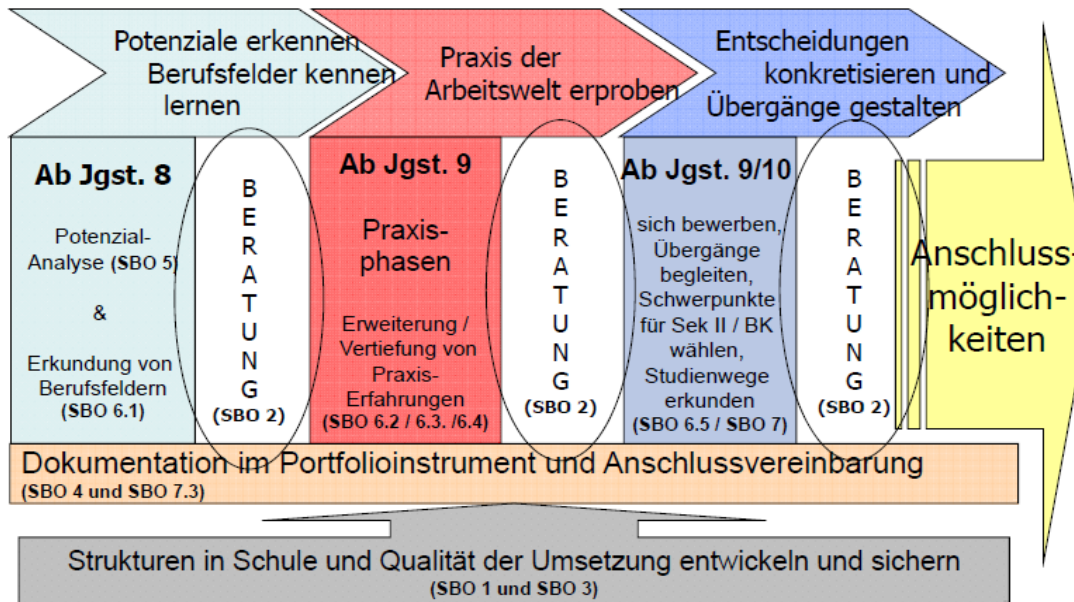 Potenziale erkennen
Berufsfelder kennen
lernen
Praxis der
Arbeitswelt erproben
Entscheidungen
konkretisieren und
Übergänge gestalten
Ab Jgst. 8
Potenzial-
Analyse (SBO 5)
&
Erkundung von
Berufsfeldern
(SBO 6.1)
B
E
R
A
T
U
N
G
(SBO 2)
Ab Jgst. 9
Praxis-
phasen
Erweiterung /
Vertiefung von
Praxis-
Erfahrungen
(SBO 6.2 / 6.3. /6.4)
B
E
R
A
T
U
N
G
(SBO 2)
Ab Jgst. 9/10
sich bewerben,
Übergänge
begleiten,
Schwerpunkte
für Sek II / BK
wählen,
Studienwege
erkunden
(SBO 6.5 / SBO 7)
B
E
R
A
T
U
N
G
(SBO 2)
Anschluss-
möglich-
keiten
Dokumentation im Portfolioinstrument und Anschlussvereinbarung
(SBO 4 und SBO 7.3)
Strukturen in Schule und Qualität der Umsetzung entwickeln und sichern
(SBO 1 und SBO 3)